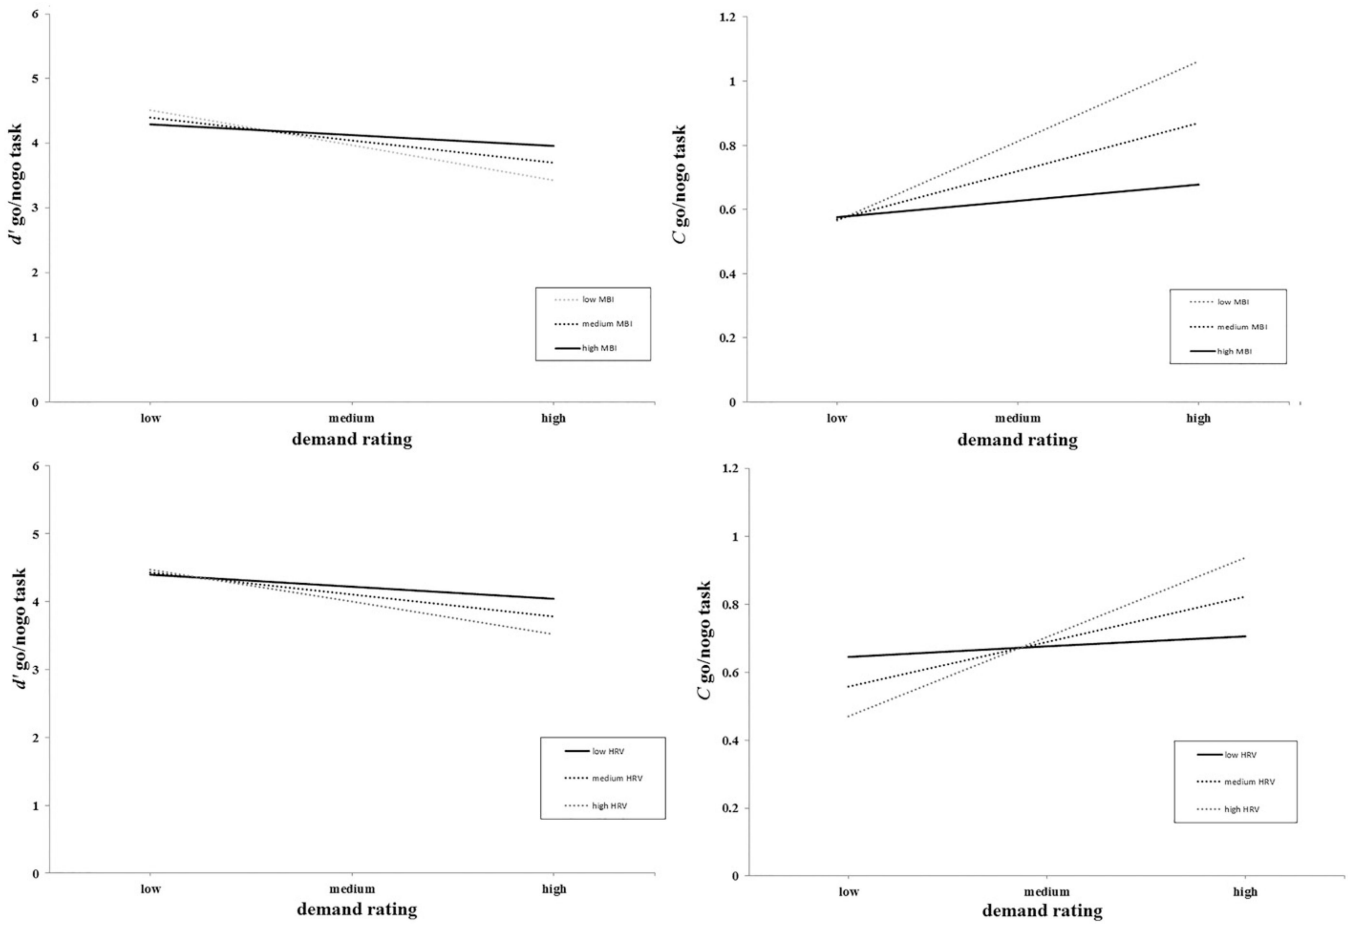 6
5
4
3
2
1
0
d' go/nogo task
low MBI
medium MBI
high MBI
low medium high
demand rating
1.2
1
0.8
0.6
0.4
0.2
0
C go/nogo task
low MBI
medium MBI
high MBI
low medium high
demand rating
6
5
4
3
2
1
0
d' go/nogo task
low HRV
medium HRV
high HRV
low medium high
demand rating
1.2
1
0.8
0.6
0.4
0.2
0
C go/nogo task
low HRV
medium HRV
high HRV
low medium high
demand rating